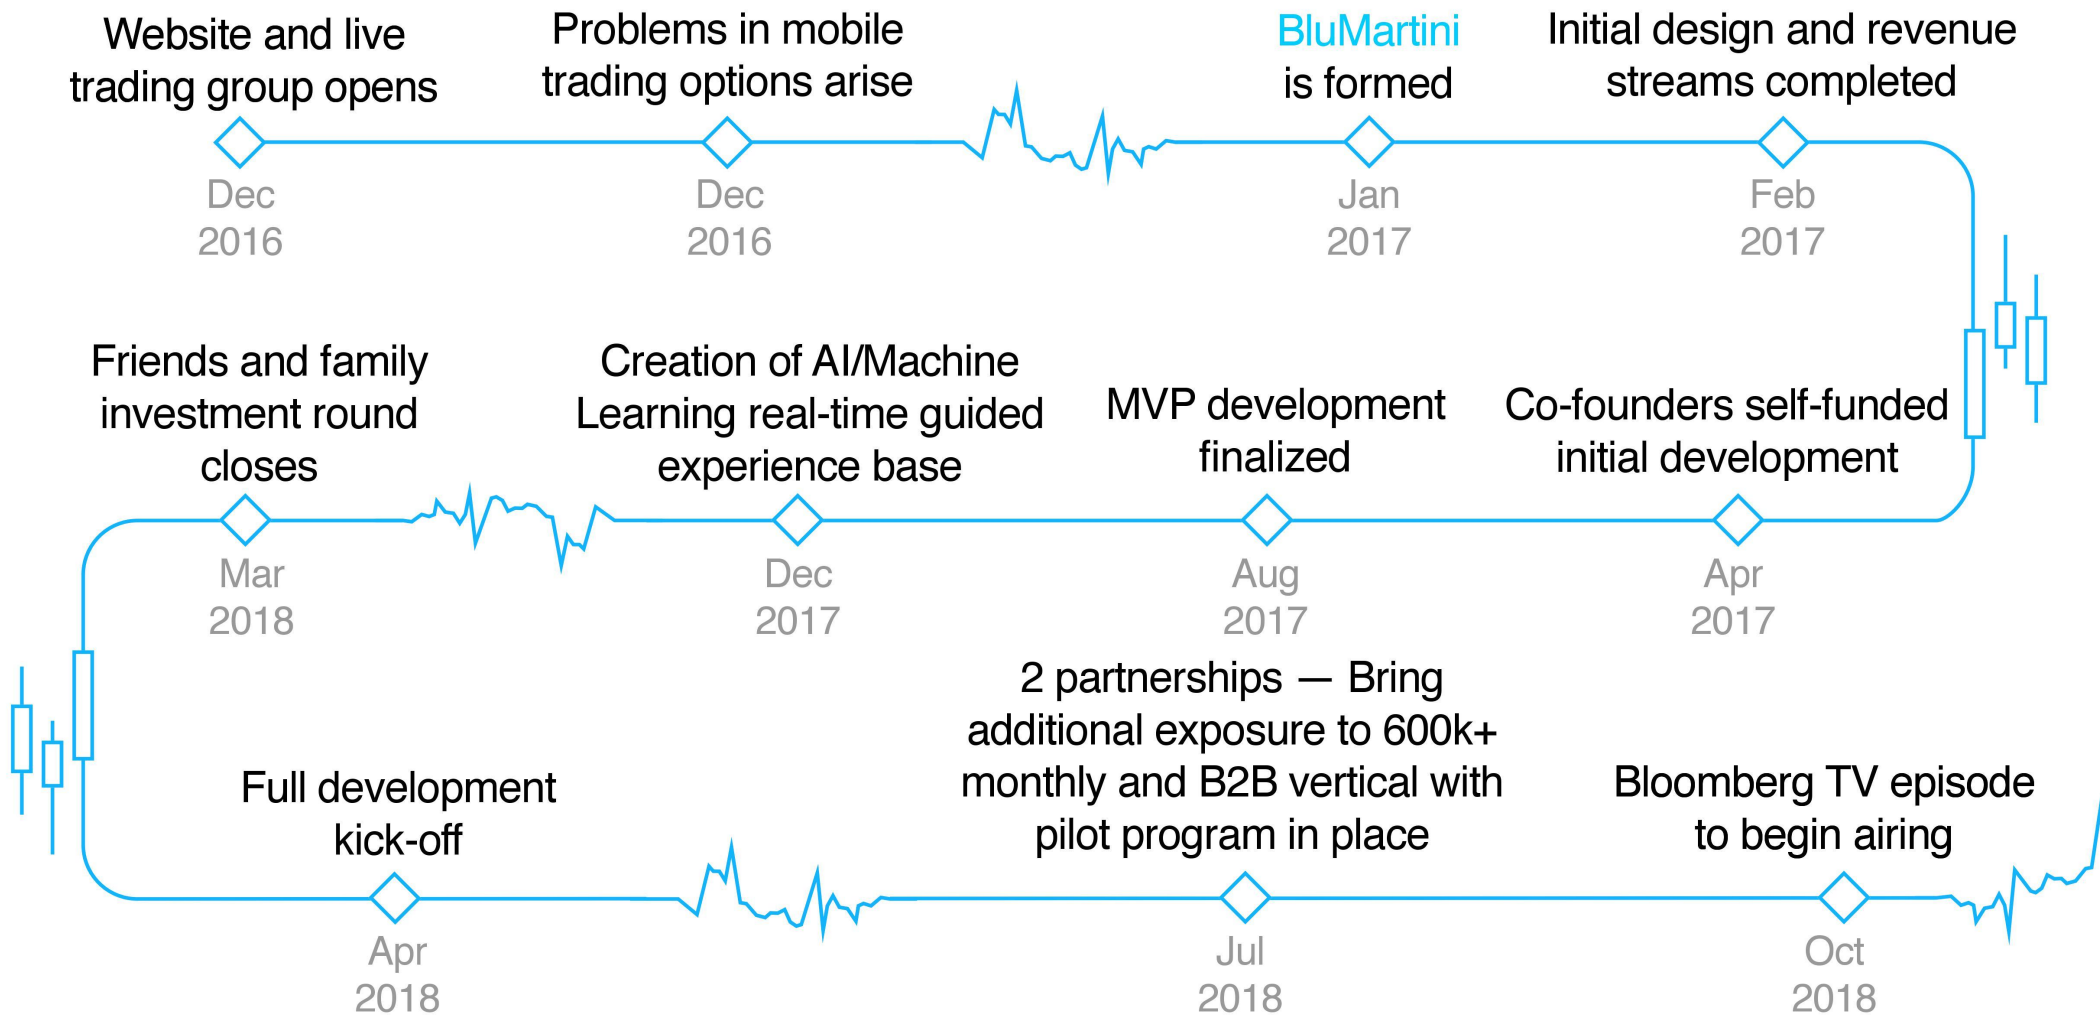 Website and live
trading group opens
Dec
2016
Problems in mobile
trading options arise
Dec
2016
BluMartini
is formed
Jan
2017
Initial design and revenue
streams completed
Feb
2017
Co-founders self-funded
initial development
Apr
2017
MVP development
finalized
Aug
2017
Creation of AI/Machine
Learning real-time guided
experience base
Dec
2017
Friends and family
investment round
closes
Mar
2018
Full development
kick-off
Apr
2018
2 partnerships — Bring
additional exposure to 600k+
monthly and B2B vertical with
pilot program in place
Jul
2018
Bloomberg TV episode
to begin airing
Oct
2018